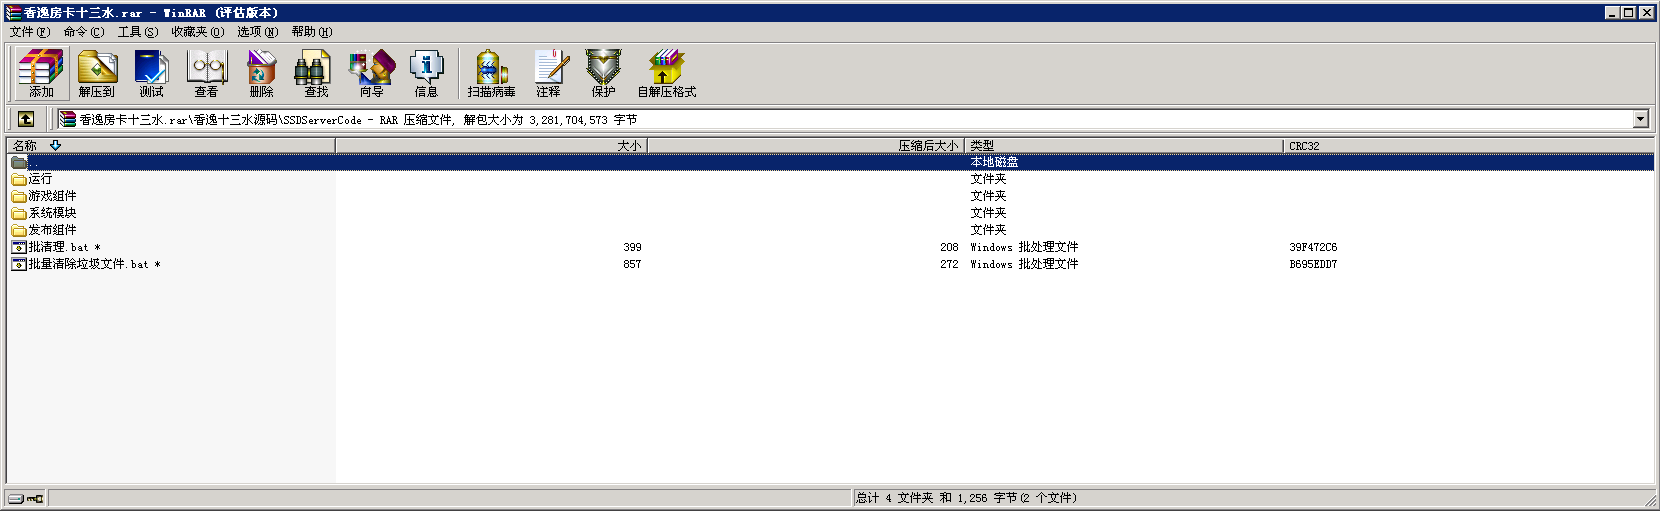 香逸房卡十三水.rar - WinRAR (评估版本)
文件(F) 命令(C) 工具(S) 收藏夹(O) 选项(N) 帮助(H)
添加 解压到 测试 查看 删除 查找 向导 信息 扫描病毒 注释 保护 自解压格式
香逸房卡十三水.rar\香逸十三水源码\SSDServerCode - RAR 压缩文件, 解包大小为 3,281,704,573 字节
名称 大小 压缩后大小 类型 CRC32
.. 本地磁盘
运行 文件夹
游戏组件 文件夹
系统模块 文件夹
发布组件 文件夹
批清理.bat * 399 208 Windows 批处理文件 39F472C6
批量清除垃圾文件.bat * 857 272 Windows 批处理文件 B695EDD7
总计 4 文件夹 和 1,256 字节(2 个文件)